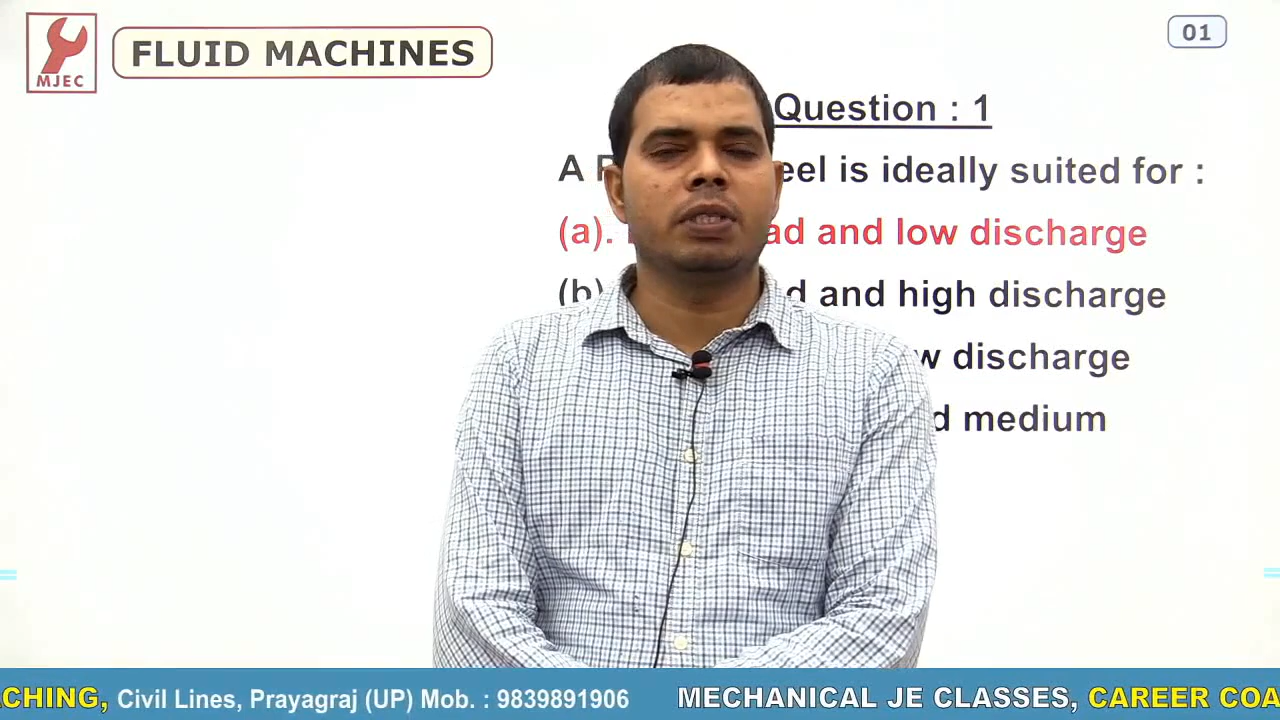 MJEC
FLUID MACHINES
01
Question : 1
A eel is ideally suited for :
(a). ad and low discharge
(b) d and high discharge
w discharge
d medium
ACHING, Civil Lines, Prayagraj (UP) Mob. : 9839891906 MECHANICAL JE CLASSES, CAREER COA